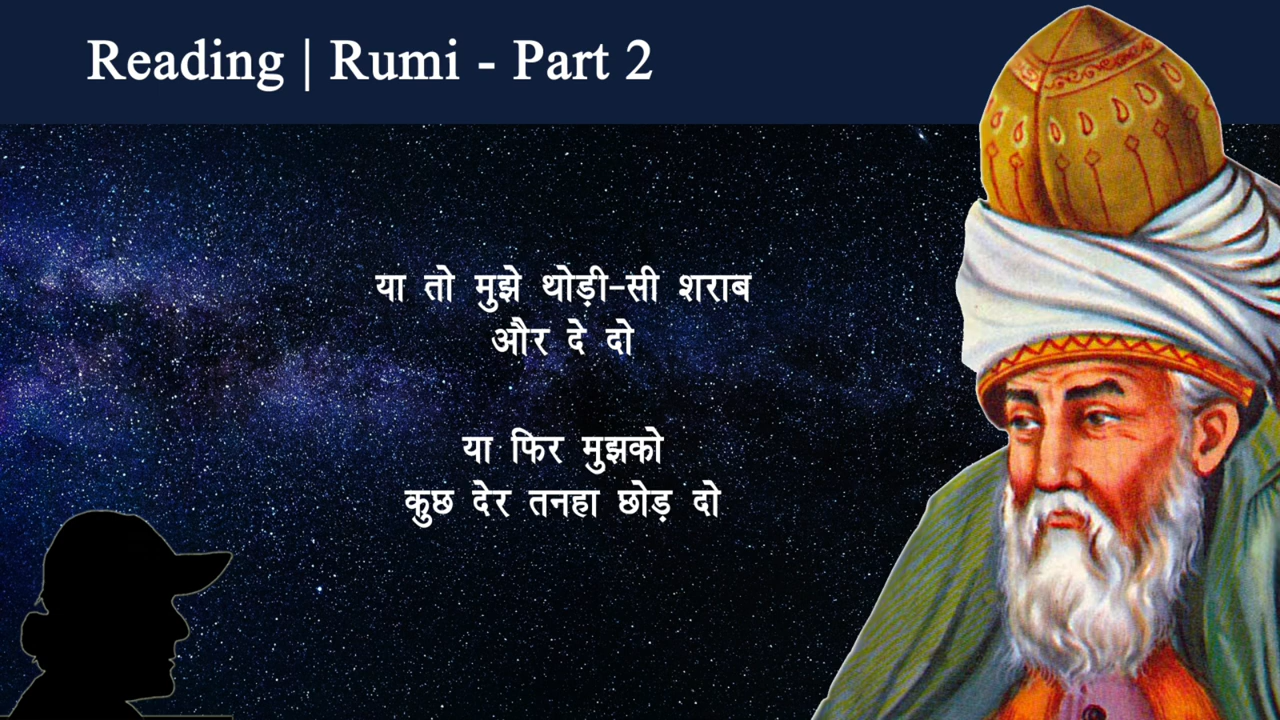 Reading | Rumi - Part 2
या तो मुझे थोड़ी-सी शराब
और दे दो
या फिर मुझको
कुछ देर तनहा छोड़ दो